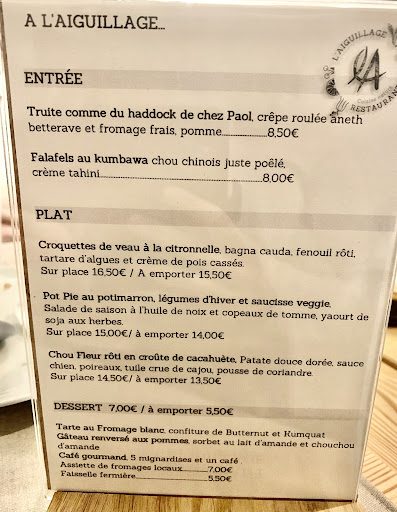 A L'AIGUILLAGE...
L'AIGUILLAGE
lA
RESTAURANT
ENTRÉE
Truite comme du haddock de chez Paol, crêpe roulée aneth
betterave et fromage frais, pomme......................8,50€
Falafels au kumbawa chou chinois juste poêlé,
crème tahini...............................................8,00€
PLAT
Croquettes de veau à la citronnelle, bagna cauda, fenouil rôti,
tartare d'algues et crème de pois cassés.
Sur place 16,50€ / A emporter 15,50€
Pot Pie au potimarron, légumes d'hiver et saucisse veggie,
Salade de saison à l'huile de noix et copeaux de tomme, yaourt de
soja aux herbes.
Sur place 15,00€/ à emporter 14,00€
Chou Fleur rôti en croûte de cacahuète, Patate douce dorée, sauce
chien, poireaux, tuile crue de cajou, pousse de coriandre.
Sur place 14,50€/ à emporter 13,50€
DESSERT 7,00€ / à emporter 5,50€
Tarte au Fromage blanc, confiture de Butternut et Kumquat
Gâteau renversé aux pommes, sorbet au lait d'amande et chouchou
d'amande
Café gourmand, 5 mignardises et un café .
Assiette de fromages locaux..........7,00€
Faisselle fermière.........................5,50€